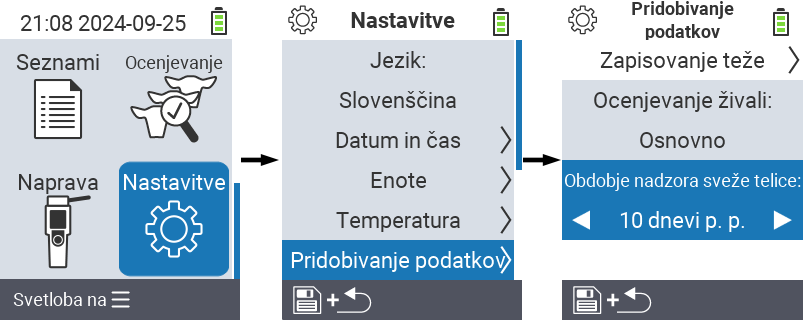 21:08 2024-09-25
Seznami
Ocenjevanje
Naprava
Nastavitve
Svetloba na
Nastavitve
Jezik:
Slovenščina
Datum in čas
Enote
Temperatura
Pridobivanje podatkov
+
Pridobivanje
podatkov
Zapisovanje teže
Ocenjevanje živali:
Osnovno
Obdobje nadzora sveže telice:
10 dnevi p. p.
+